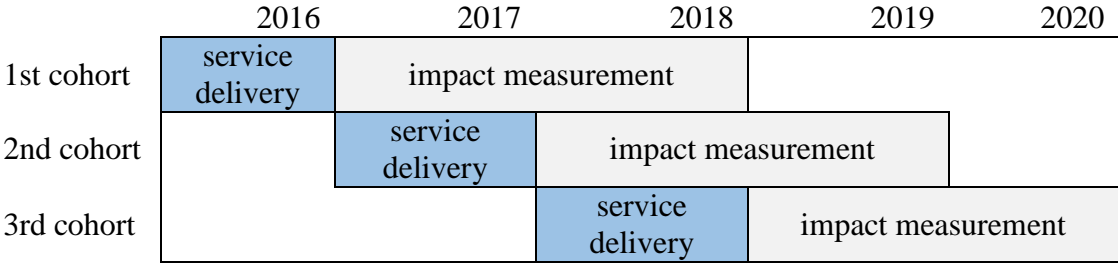 2016 2017 2018 2019 2020
1st cohort service delivery impact measurement
2nd cohort service delivery impact measurement
3rd cohort service delivery impact measurement